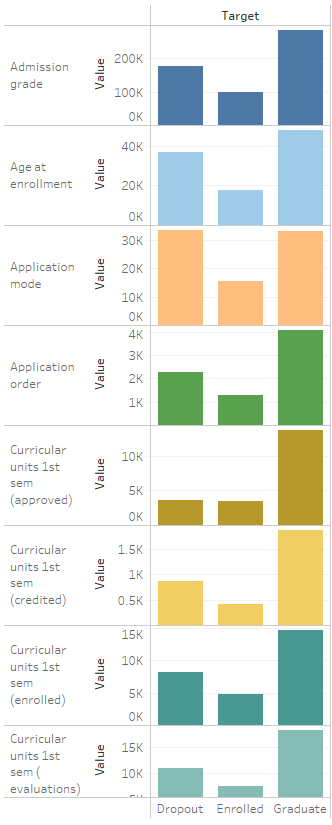 Target
Admission
grade
Value
200K
100K
0K
Age at
enrollment
Value
40K
20K
0K
Application
mode
Value
30K
20K
10K
0K
Application
order
Value
4K
3K
2K
1K
Curricular
units 1st
sem
(approved)
Value
10K
5K
0K
Curricular
units 1st
sem
(credited)
Value
1.5K
1K
0.5K
Curricular
units 1st
sem
(enrolled)
Value
15K
10K
5K
0K
Curricular
units 1st
sem (
evaluations)
Value
15K
10K
Dropout Enrolled Graduate